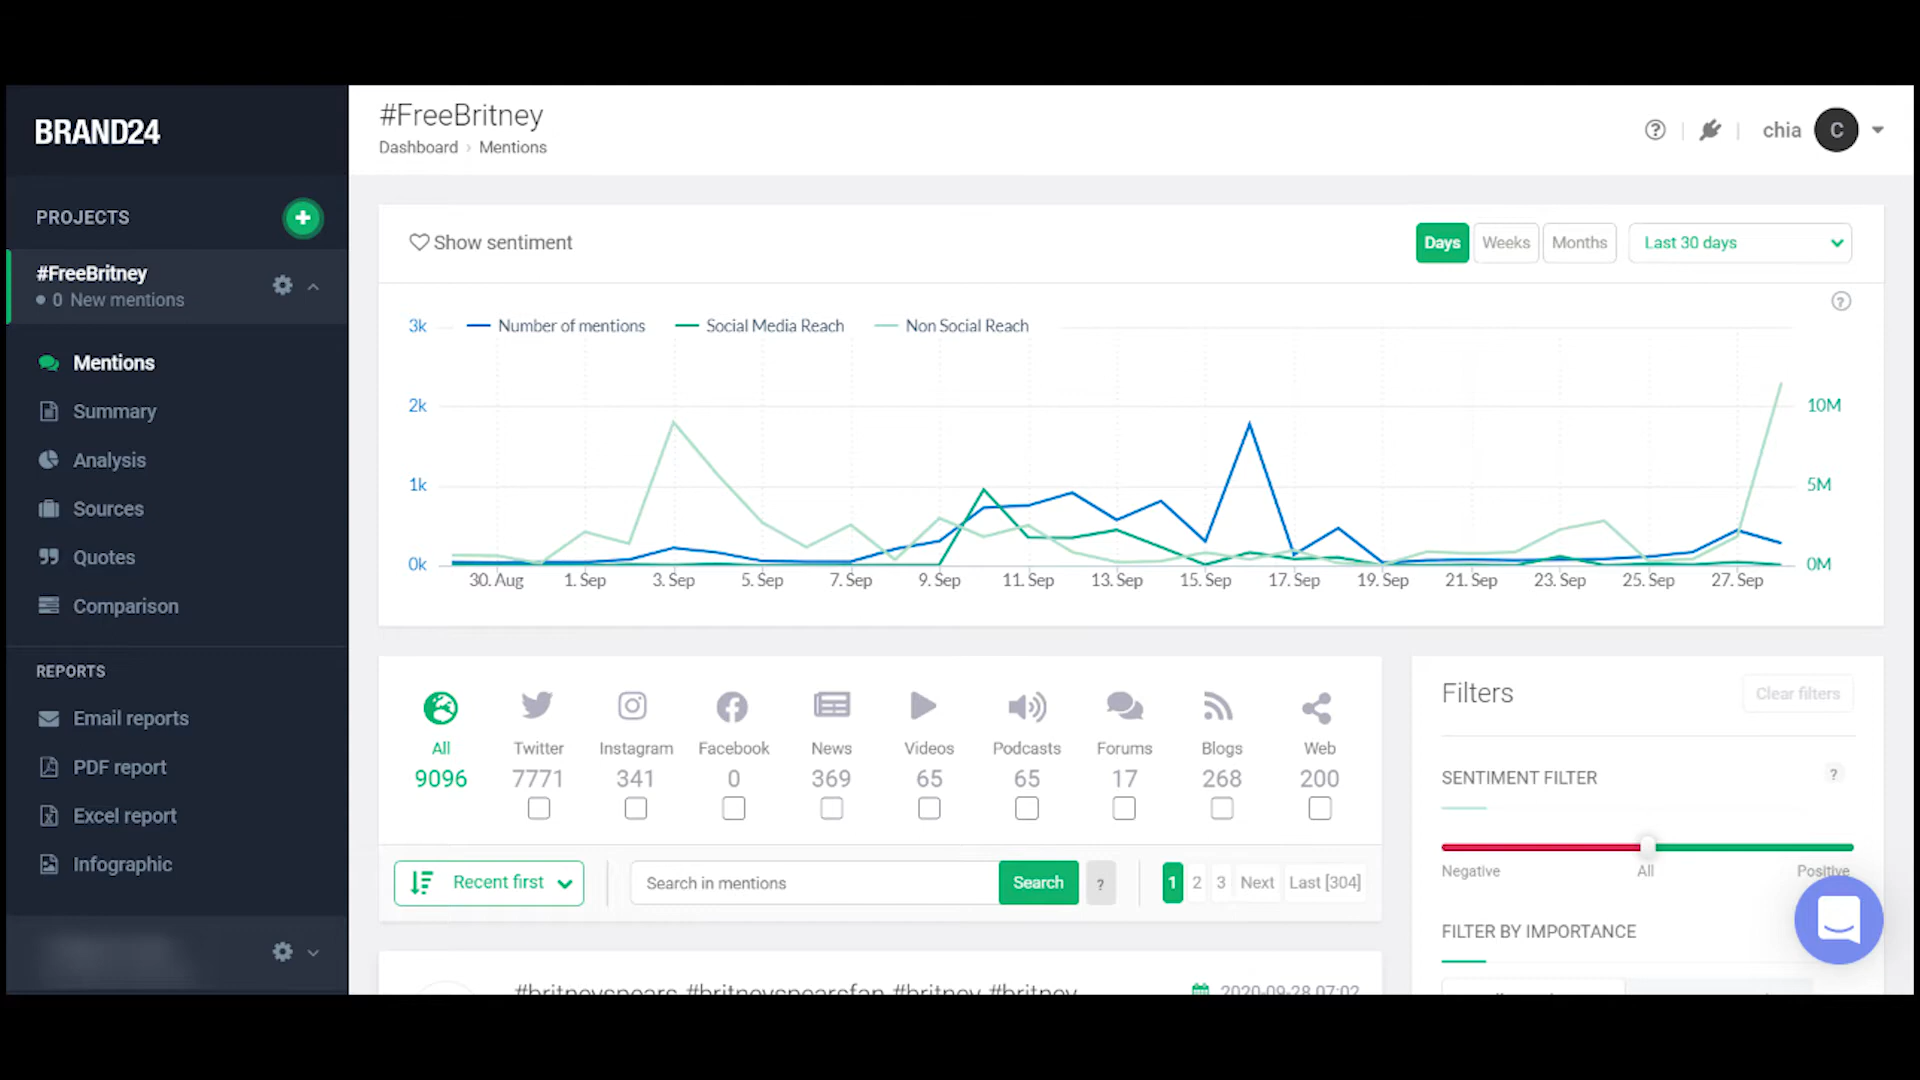 BRAND24
PROJECTS
#FreeBritney
0 New mentions
Mentions
Summary
Analysis
Sources
Quotes
Comparison
REPORTS
Email reports
PDF report
Excel report
Infographic
#FreeBritney
Dashboard › Mentions
chia C
Show sentiment
Days Weeks Months Last 30 days
Number of mentions Social Media Reach Non Social Reach
3k
2k
1k
0k
10M
5M
0M
30. Aug 1. Sep 3. Sep 5. Sep 7. Sep 9. Sep 11. Sep 13. Sep 15. Sep 17. Sep 19. Sep 21. Sep 23. Sep 25. Sep 27. Sep
All Twitter Instagram Facebook News Videos Podcasts Forums Blogs Web
9096 7771 341 0 369 65 65 17 268 200
Recent first Search in mentions Search ? 1 2 3 Next Last [304]
#britneyspears #britneyspearsfan #britney #britney
2020-09-28 07:02
Filters Clear filters
SENTIMENT FILTER ?
Negative All Positive
FILTER BY IMPORTANCE